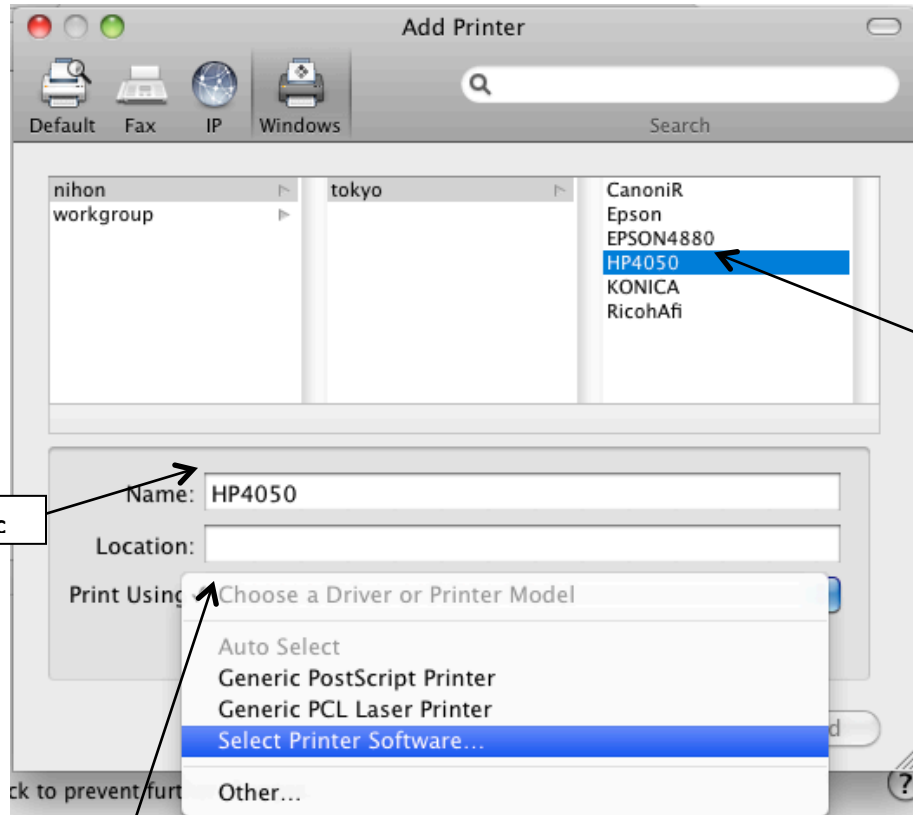 Add Printer
Default Fax IP Windows Search
nihon tokyo CanoniR
workgroup Epson
EPSON4880
HP4050
KONICA
RicohAfi
Name: HP4050
c
Location:
Print Using Choose a Driver or Printer Model
Auto Select
Generic PostScript Printer
Generic PCL Laser Printer
Select Printer Software...
d
ck to prevent furt Other... ?